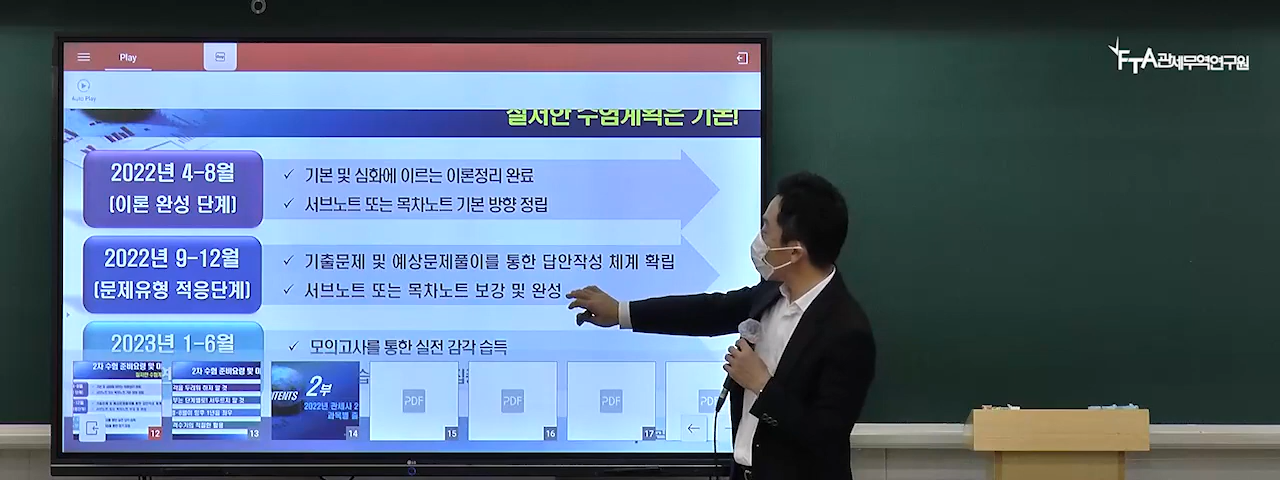 FTA관세무역연구원
Play
Stop
Auto Play
철저한 수험계획은 기본!
2022년 4-8월
(이론 완성 단계)
✓ 기본 및 심화에 이르는 이론정리 완료
✓ 서브노트 또는 목차노트 기본 방향 정립
2022년 9-12월
(문제유형 적응단계)
✓ 기출문제 및 예상문제풀이를 통한 답안작성 체계 확립
✓ 서브노트 또는 목차노트 보강 및 완성
2023년 1-6월
✓ 모의고사를 통한 실전 감각 습득
2차 수험 준비요령 및
2차 수험 준비요령 및
2부
2022년 관세사 2
과목별
PDF
PDF
PDF
PDF
12
13
14
15
16
17
LG